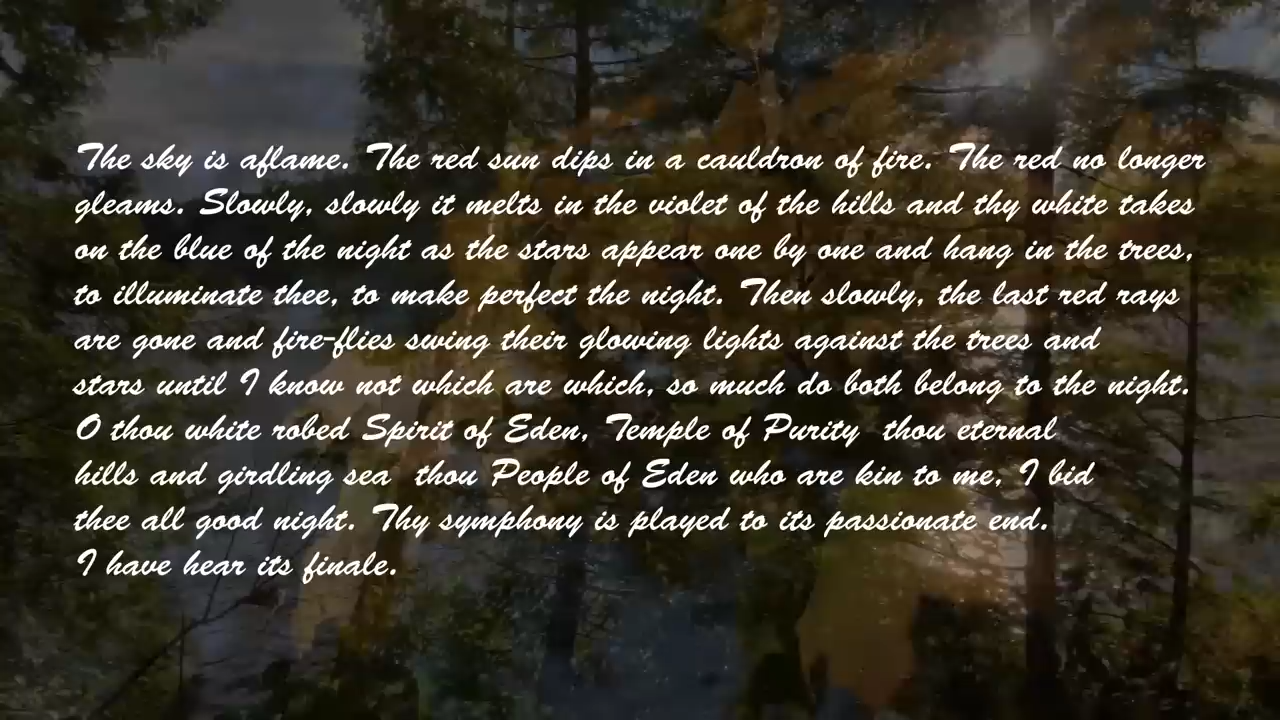 The sky is aflame. The red sun dips in a cauldron of fire. The red no longer
gleams. Slowly, slowly it melts in the violet of the hills and thy white takes
on the blue of the night as the stars appear one by one and hang in the trees,
to illuminate thee, to make perfect the night. Then slowly, the last red rays
are gone and fire-flies swing their glowing lights against the trees and
stars until I know not which are which, so much do both belong to the night.
O thou white robed Spirit of Eden, Temple of Purity  thou eternal
hills and girdling sea  thou People of Eden who are kin to me, I bid
thee all good night. Thy symphony is played to its passionate end.
I have hear its finale.